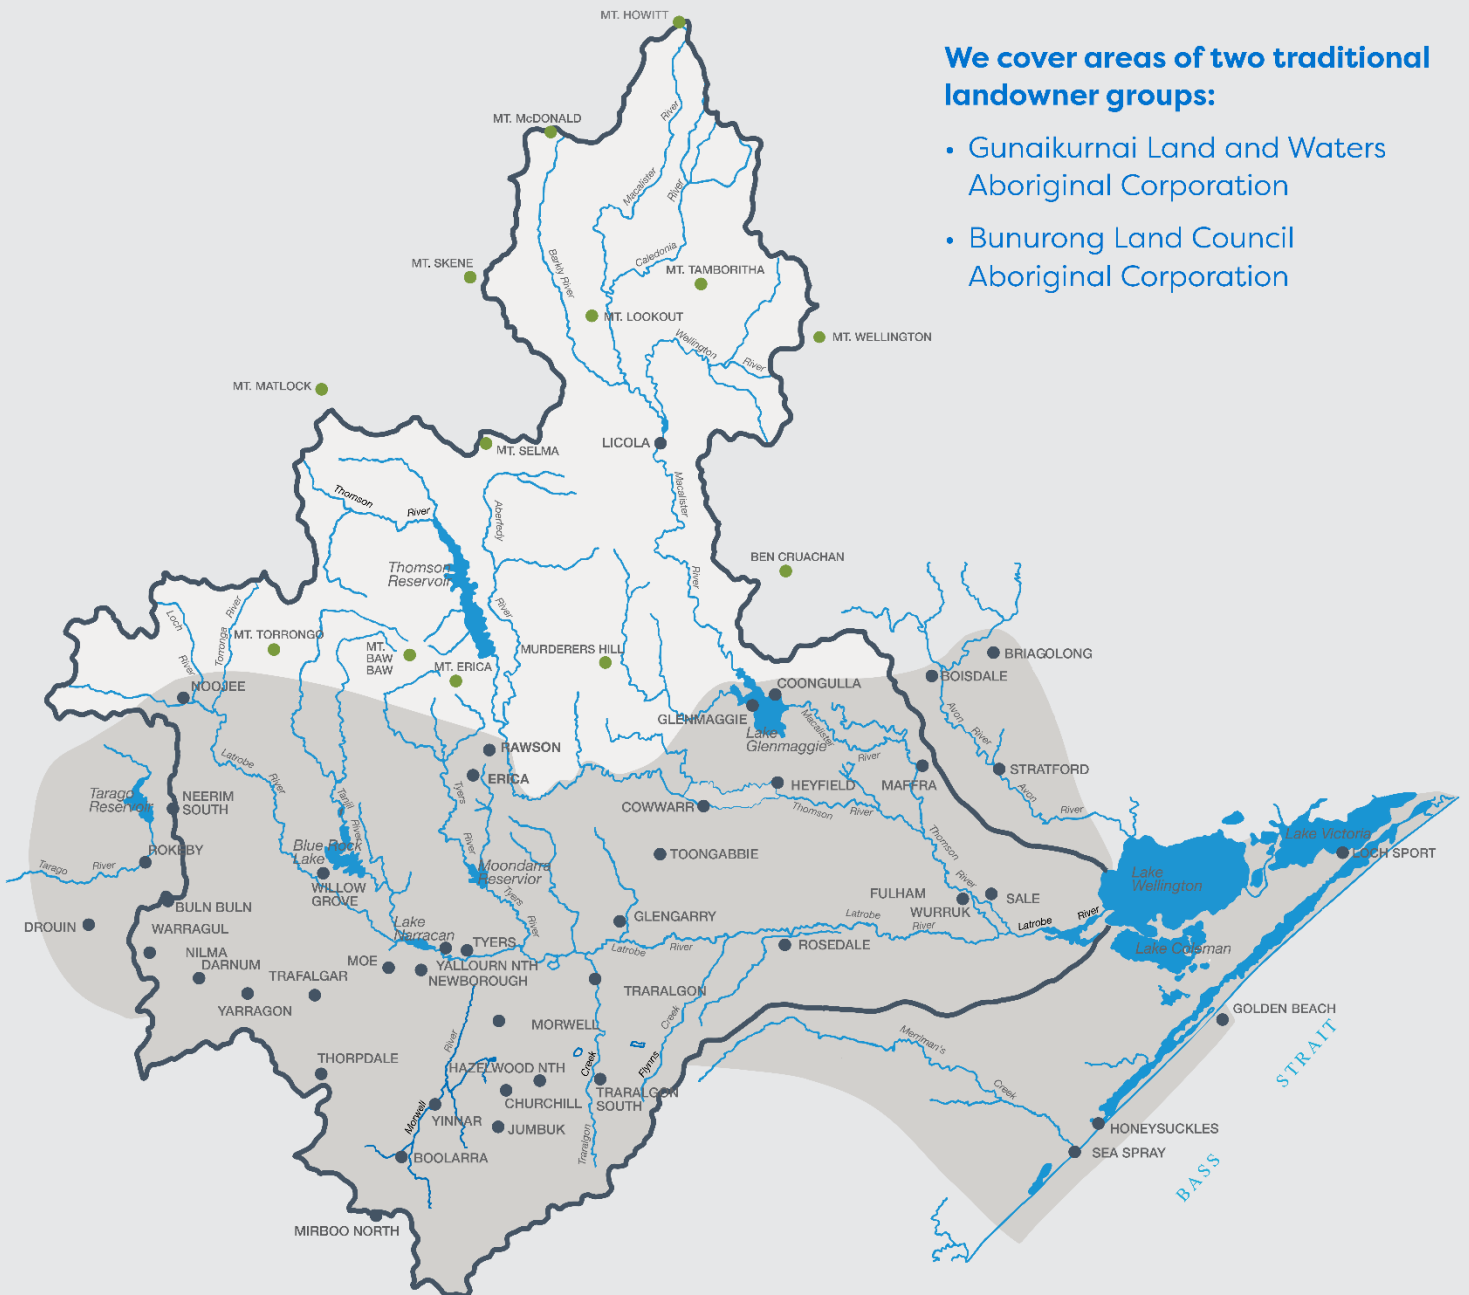 MT. HOWITT
We cover areas of two traditional
landowner groups:
• Gunaikurnai Land and Waters
Aboriginal Corporation
• Bunurong Land Council
Aboriginal Corporation
MT. McDONALD
River
Macalister
River
Barkly River
Caledonia
MT. SKENE
MT. TAMBORITHA
MT. LOOKOUT
MT. WELLINGTON
Wellington
River
MT. MATLOCK
LICOLA
MT. SELMA
Macalister
Thomson
River
Aberfedy
BEN CRUACHAN
Thomson
Reservoir
River
River
River
Loch
Torronga
MT. TORRONGO
MT.
BAW
BAW
MURDERERS HILL
MT. ERICA
River
BRIAGOLONG
BOISDALE
NOOJEE
COONGULLA
GLENMAGGIE
Macalister
Avon
River
Lake
Glenmaggie
RAWSON
Latrobe
River
River
ERICA
STRATFORD
HEYFIELD
MAFFRA
Tarago
Reservoir
NEERIM
SOUTH
Tanjil
River
Tyers
River
COWWARR
Thomson
River
Avon
River
Lake Victoria
LOCH SPORT
ROKEBY
Blue Rock
Lake
Thomson
River
TOONGABBIE
Tarago
River
Moondarra
Reservior
Lake
Wellington
WILLOW
GROVE
Tyers
River
FULHAM
SALE
BULN BULN
WURRUK
DROUIN
WARRAGUL
Lake
Narracan
GLENGARRY
Latrobe
River
Latrobe
River
TYERS
Latrobe
River
ROSEDALE
Lake Coleman
NILMA
DARNUM
MOE
YALLOURN NTH
NEWBOROUGH
TRAFALGAR
TRARALGON
YARRAGON
GOLDEN BEACH
MORWELL
River
Creek
Merriman's
Creek
STRAIT
THORPDALE
HAZELWOOD NTH
Creek
Flynns
CHURCHILL
TRARALGON
SOUTH
Morwell
YINNAR
JUMBUK
HONEYSUCKLES
Traralgon
BOOLARRA
SEA SPRAY
BASS
MIRBOO NORTH